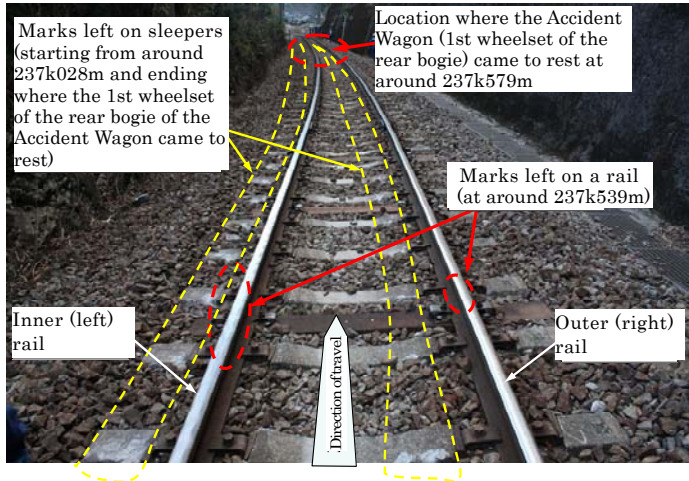 Marks left on sleepers
(starting from around
237k028m and ending
where the 1st wheelset
of the rear bogie of the
Accident Wagon came to
rest)
Location where the Accident
Wagon (1st wheelset of the
rear bogie) came to rest at
around 237k579m
Marks left on a rail
(at around 237k539m)
Inner (left)
rail
Outer (right)
rail
Direction of travel